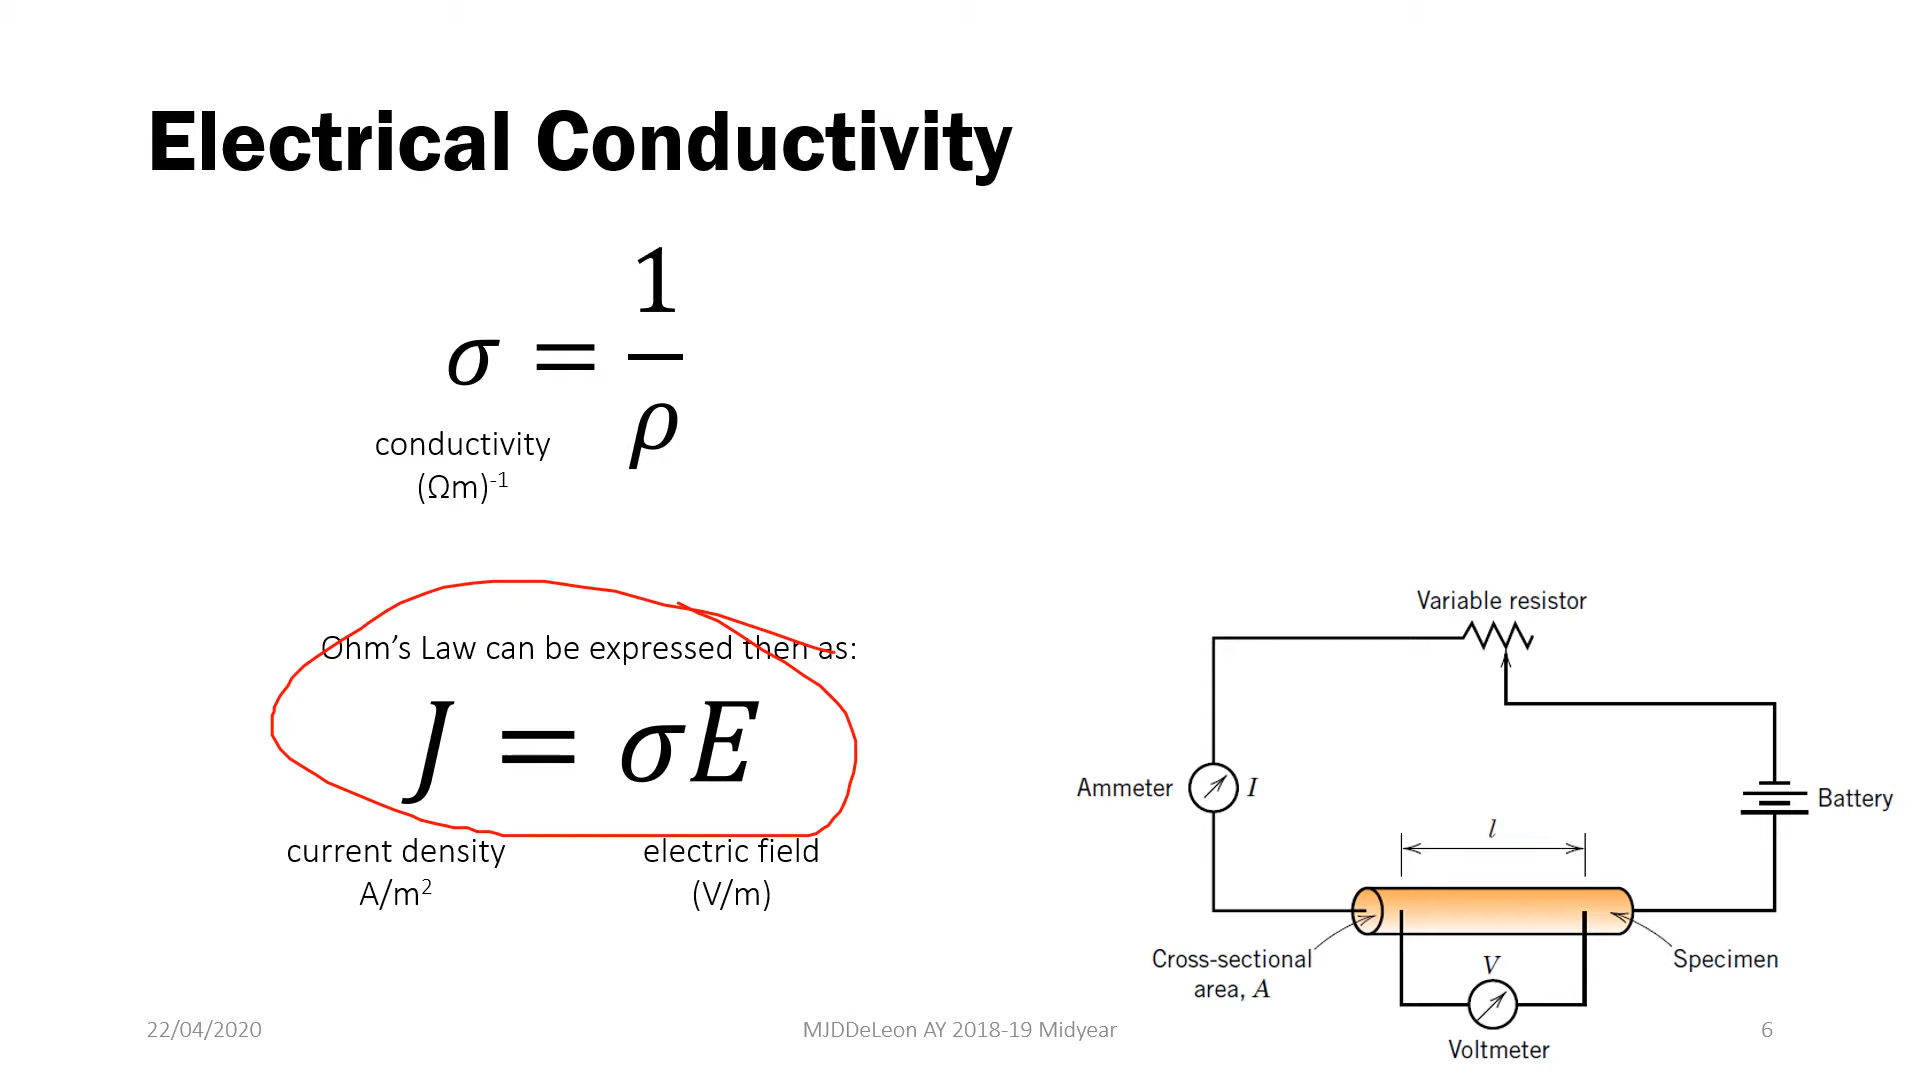 Electrical Conductivity
σ = 1/ρ
conductivity
(Ωm)⁻¹
Ohm's Law can be expressed then as:
J = σE
current density
A/m²
electric field
(V/m)
Variable resistor
Ammeter
I
Battery
l
Cross-sectional
area, A
V
Specimen
Voltmeter
22/04/2020
MJDDeLeon AY 2018-19 Midyear
6